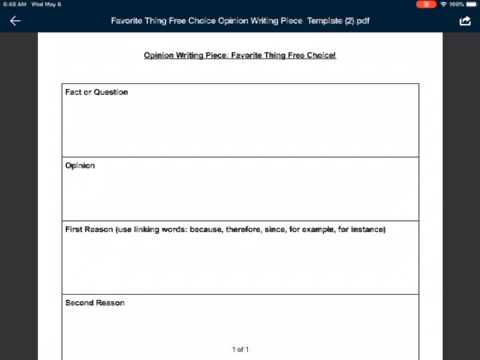 6:48 AM Wed May 6
100%
Favorite Thing Free Choice Opinion Writing Piece Template (2).pdf
Opinion Writing Piece: Favorite Thing Free Choice!
Fact or Question
Opinion
First Reason (use linking words: because, therefore, since, for example, for instance)
Second Reason
1 of 1